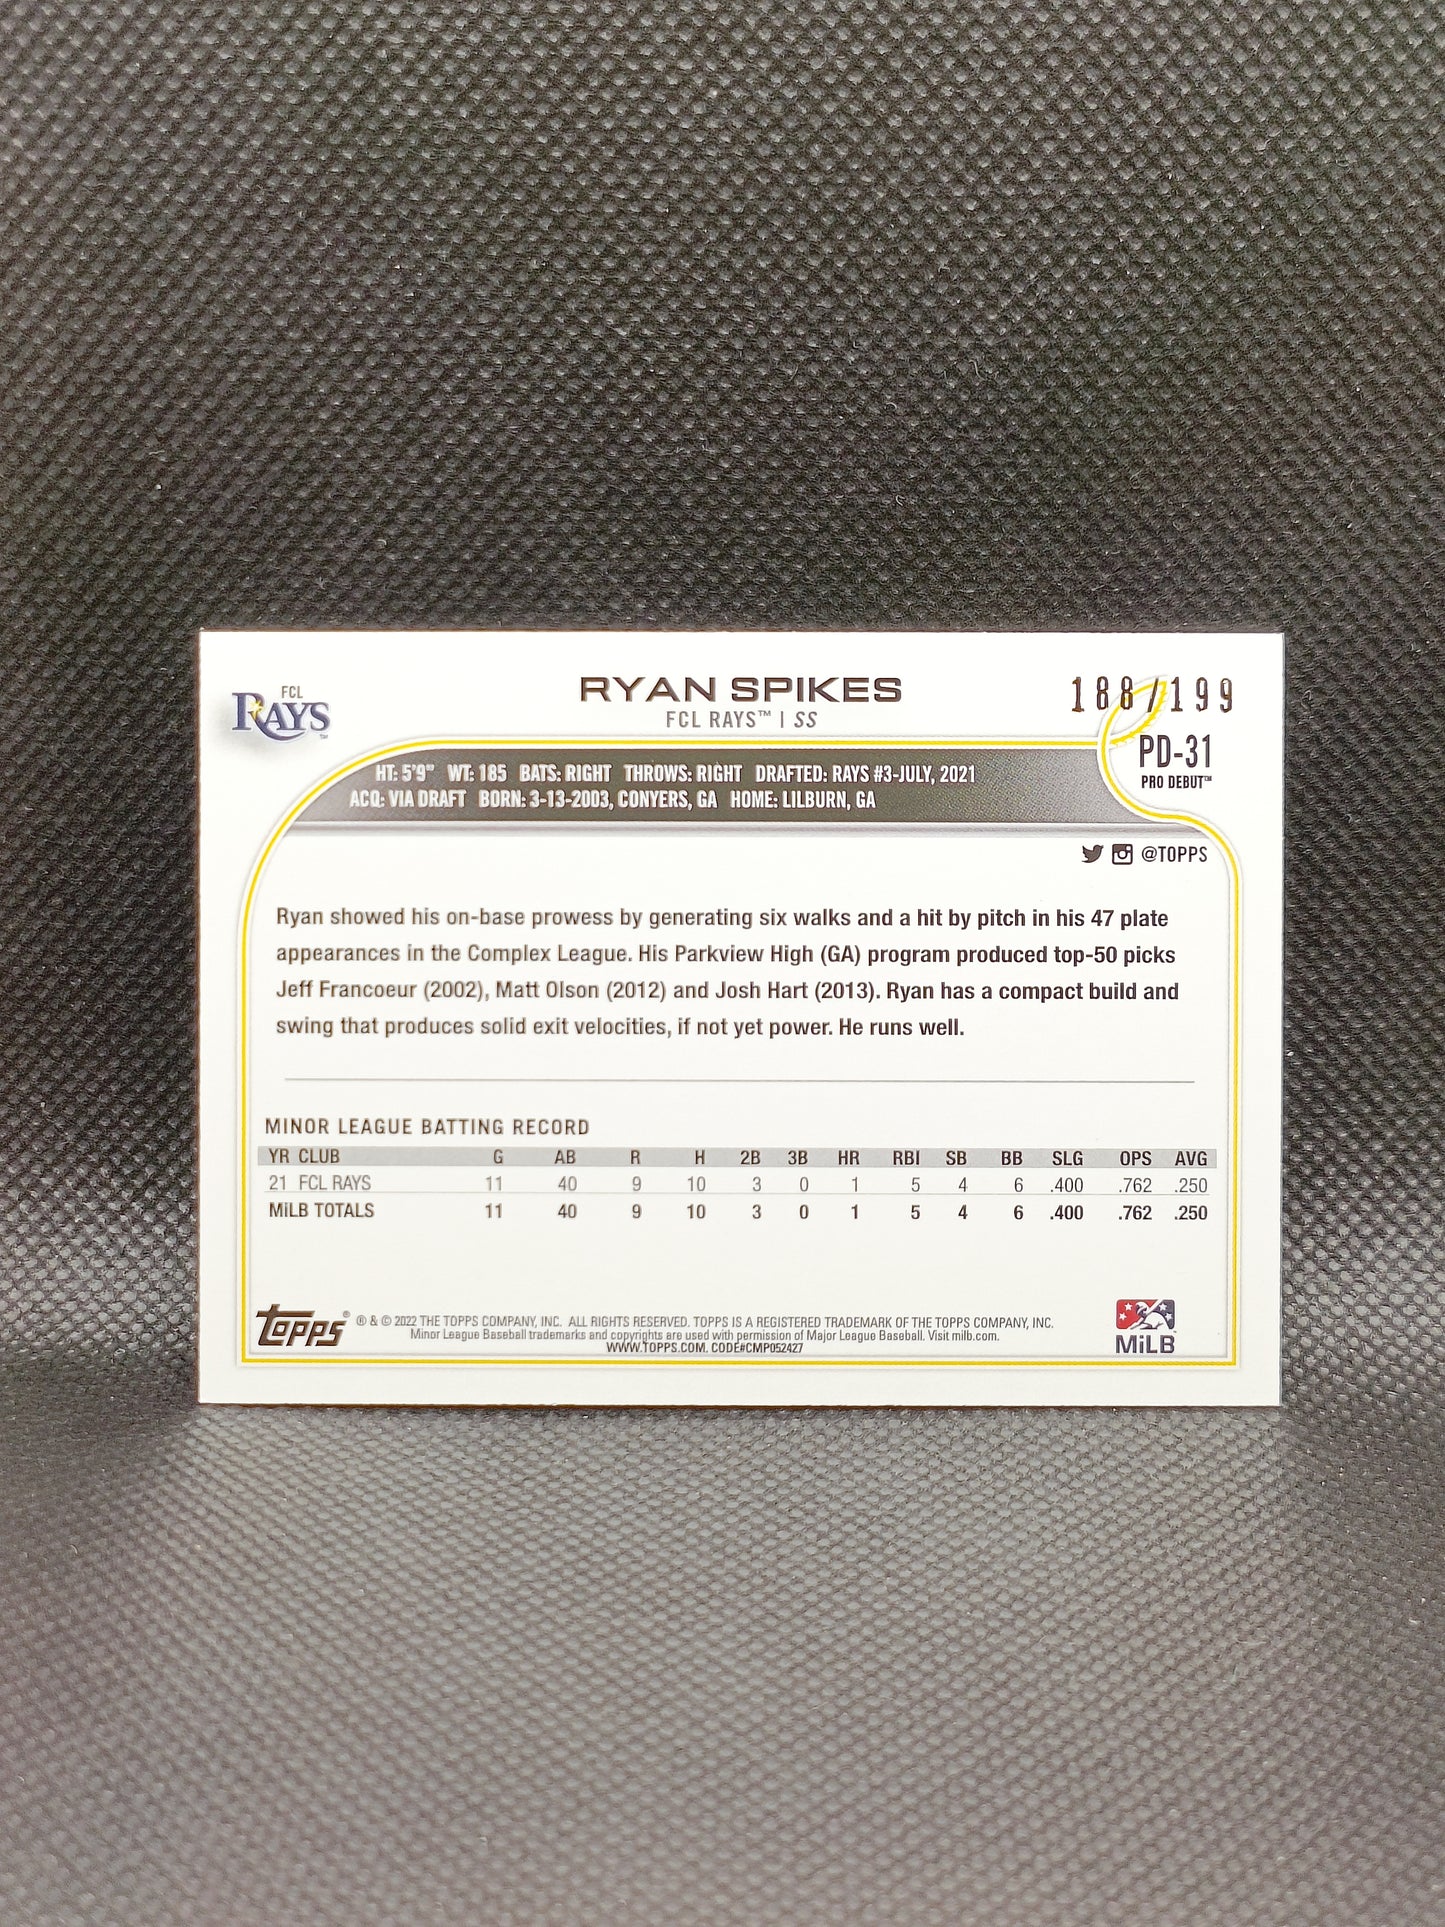 FCL
RAYS™
RYAN SPIKES
FCL RAYS™ | SS
188/199
PD-31
PRO DEBUT™
HT: 5'9" WT: 185 BATS: RIGHT THROWS: RIGHT DRAFTED: RAYS #3-JULY, 2021
ACQ: VIA DRAFT BORN: 3-13-2003, CONYERS, GA HOME: LILBURN, GA
@TOPPS
Ryan showed his on-base prowess by generating six walks and a hit by pitch in his 47 plate
appearances in the Complex League. His Parkview High (GA) program produced top-50 picks
Jeff Francoeur (2002), Matt Olson (2012) and Josh Hart (2013). Ryan has a compact build and
swing that produces solid exit velocities, if not yet power. He runs well.
MINOR LEAGUE BATTING RECORD
YR CLUB G AB R H 2B 3B HR RBI SB BB SLG OPS AVG
21 FCL RAYS 11 40 9 10 3 0 1 5 4 6 .400 .762 .250
MiLB TOTALS 11 40 9 10 3 0 1 5 4 6 .400 .762 .250
TOPPS®
® & © 2022 THE TOPPS COMPANY, INC. ALL RIGHTS RESERVED. TOPPS IS A REGISTERED TRADEMARK OF THE TOPPS COMPANY, INC.
Minor League Baseball trademarks and copyrights are used with permission of Major League Baseball. Visit milb.com.
WWW.TOPPS.COM. CODE#CMP052427
MiLB